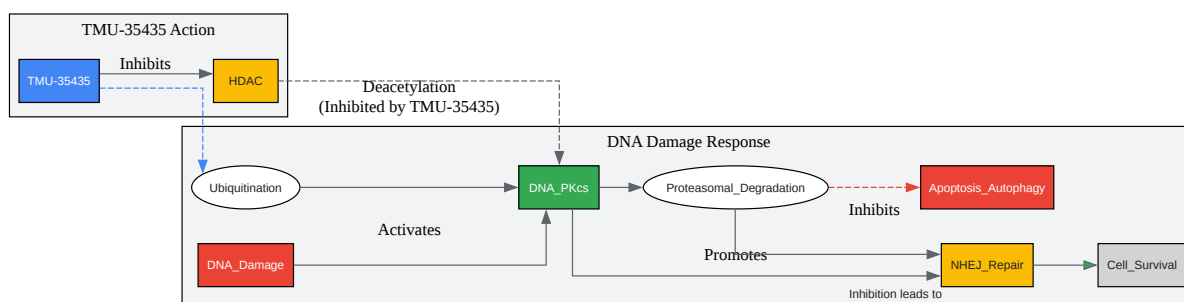 TMU-35435 Action
Inhibits
TMU-35435
HDAC
Deacetylation
(Inhibited by TMU-35435)
DNA Damage Response
Ubiquitination
DNA_PKcs
Proteasomal_Degradation
Apoptosis_Autophagy
Inhibits
Activates
Promotes
DNA_Damage
NHEJ_Repair
Cell_Survival
Inhibition leads to